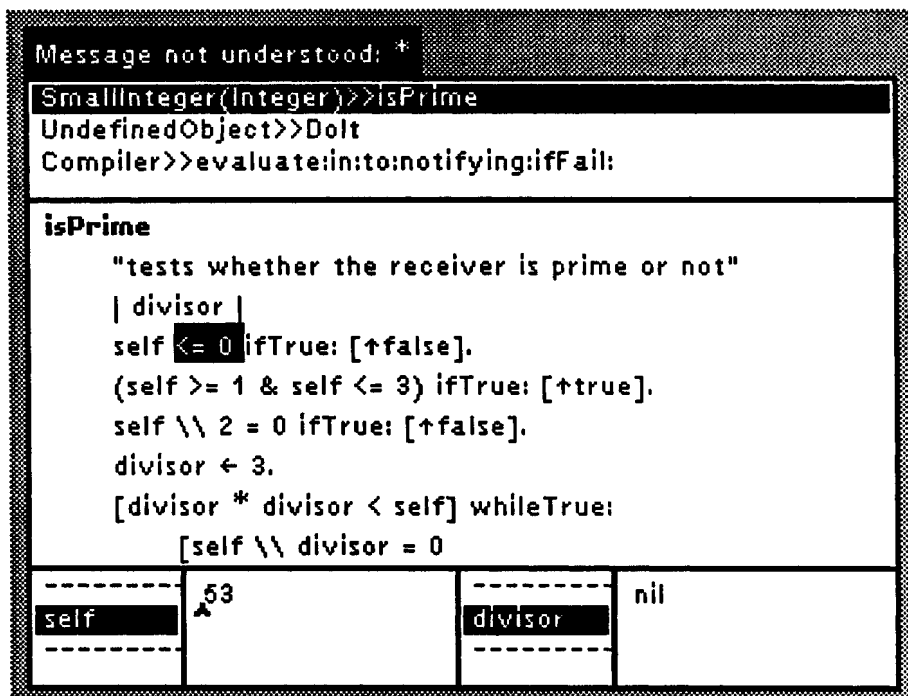 Message not understood: *
SmallInteger(Integer)>>isPrime
UndefinedObject>>DoIt
Compiler>>evaluate:in:to:notifying:ifFail:
isPrime
"tests whether the receiver is prime or not"
| divisor |
self <= 0 ifTrue: [↑false].
(self >= 1 & self <= 3) ifTrue: [↑true].
self \\ 2 = 0 ifTrue: [↑false].
divisor ← 3.
[divisor * divisor < self] whileTrue:
[self \\ divisor = 0
self
53
divisor
nil